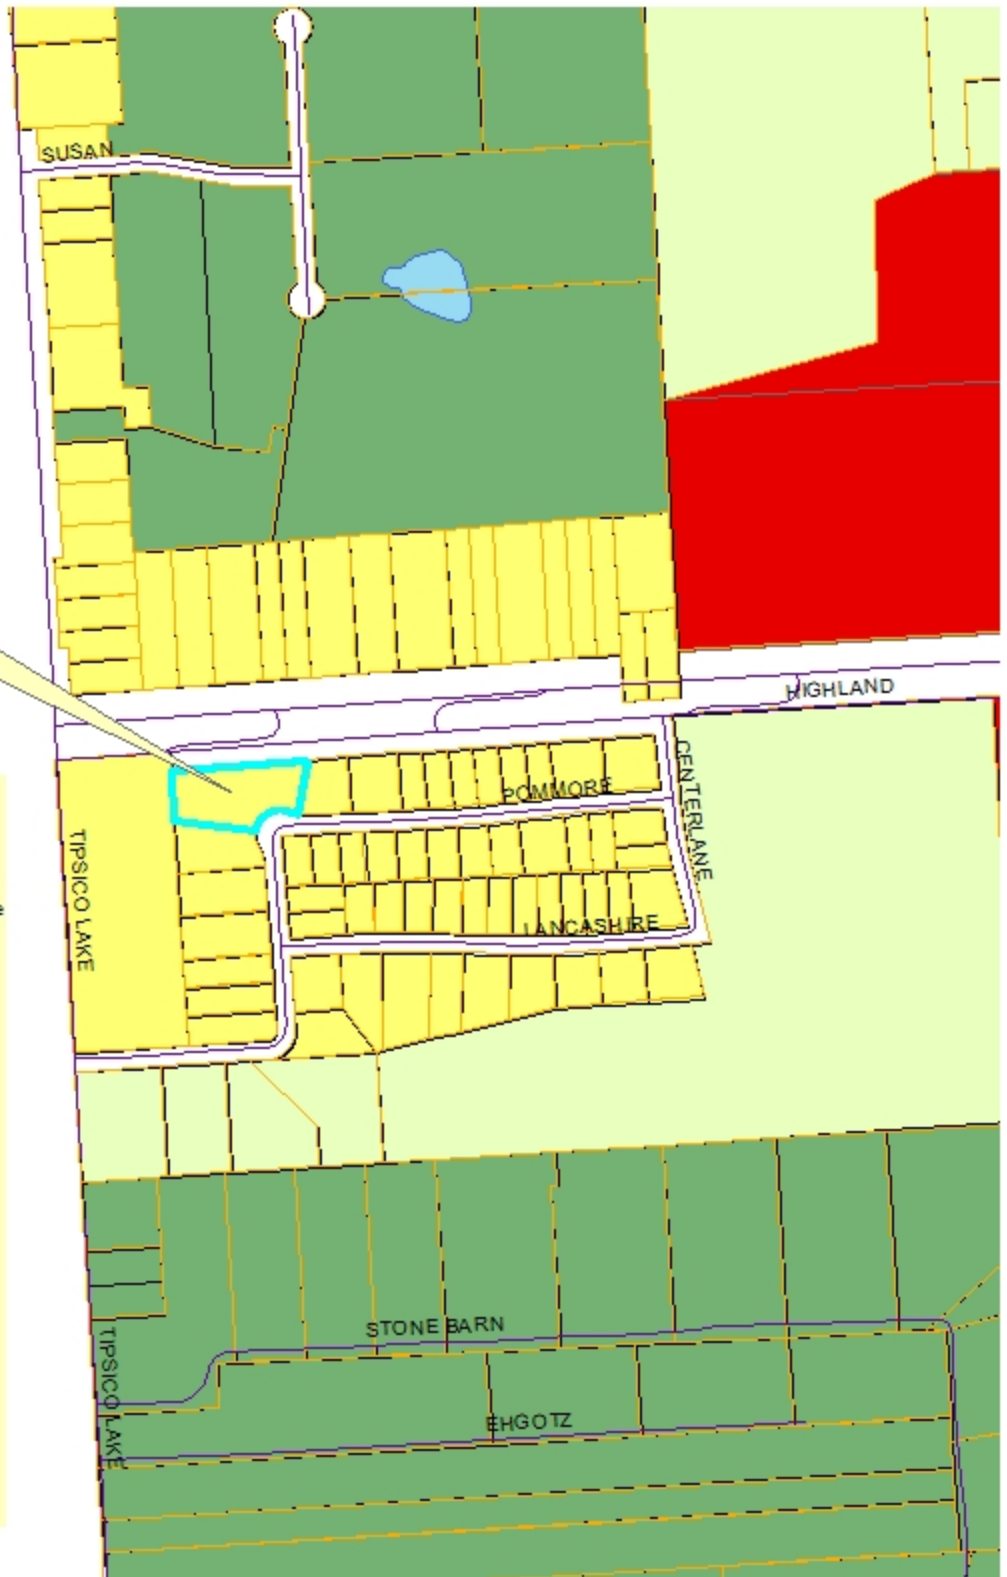 SUSAN
HIGHLAND
CENTERLANE
POMMORE
TIPSICO LAKE
LANCASHIRE
STONE BARN
TIPSICO LAKE
EHGOTZ